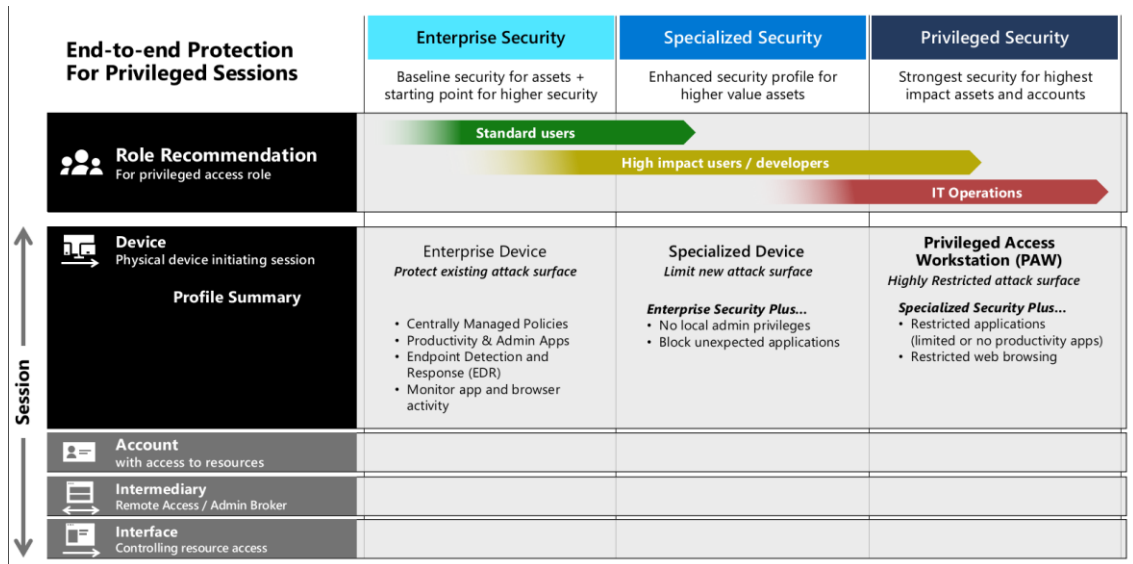 End-to-end Protection
For Privileged Sessions
Enterprise Security
Specialized Security
Privileged Security
Baseline security for assets +
starting point for higher security
Enhanced security profile for
higher value assets
Strongest security for highest
impact assets and accounts
Role Recommendation
For privileged access role
Standard users
High impact users / developers
IT Operations
Session
Device
Physical device initiating session
Profile Summary
Enterprise Device
Protect existing attack surface
• Centrally Managed Policies
• Productivity & Admin Apps
• Endpoint Detection and
Response (EDR)
• Monitor app and browser
activity
Specialized Device
Limit new attack surface
Enterprise Security Plus...
• No local admin privileges
• Block unexpected applications
Privileged Access
Workstation (PAW)
Highly Restricted attack surface
Specialized Security Plus...
• Restricted applications
(limited or no productivity apps)
• Restricted web browsing
Account
with access to resources
Intermediary
Remote Access / Admin Broker
Interface
Controlling resource access